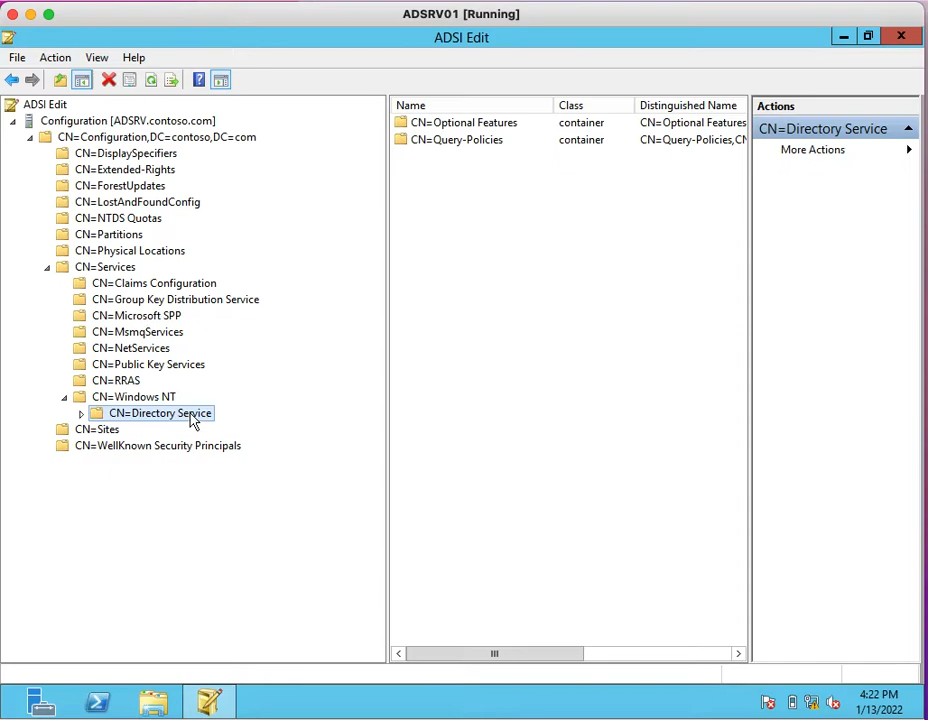 ADSRV01 [Running]
ADSI Edit
File Action View Help
ADSI Edit
Configuration [ADSRV.contoso.com]
CN=Configuration,DC=contoso,DC=com
CN=DisplaySpecifiers
CN=Extended-Rights
CN=ForestUpdates
CN=LostAndFoundConfig
CN=NTDS Quotas
CN=Partitions
CN=Physical Locations
CN=Services
CN=Claims Configuration
CN=Group Key Distribution Service
CN=Microsoft SPP
CN=MsmqServices
CN=NetServices
CN=Public Key Services
CN=RRAS
CN=Windows NT
CN=Directory Service
CN=Sites
CN=WellKnown Security Principals
Name Class Distinguished Name
CN=Optional Features container CN=Optional Features
CN=Query-Policies container CN=Query-Policies,CN
Actions
CN=Directory Service
More Actions
4:22 PM
1/13/2022